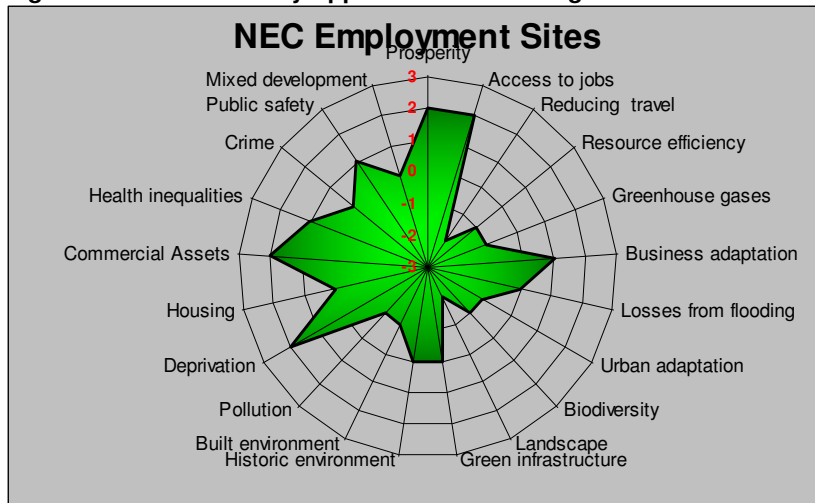 NEC Employment Sites
Prosperity
Access to jobs
Reducing travel
Resource efficiency
Greenhouse gases
Business adaptation
Losses from flooding
Urban adaptation
Biodiversity
Landscape
Green infrastructure
Historic environment
Built environment
Pollution
Deprivation
Housing
Commercial Assets
Health inequalities
Crime
Public safety
Mixed development
3
2
1
0
-1
-2
-3